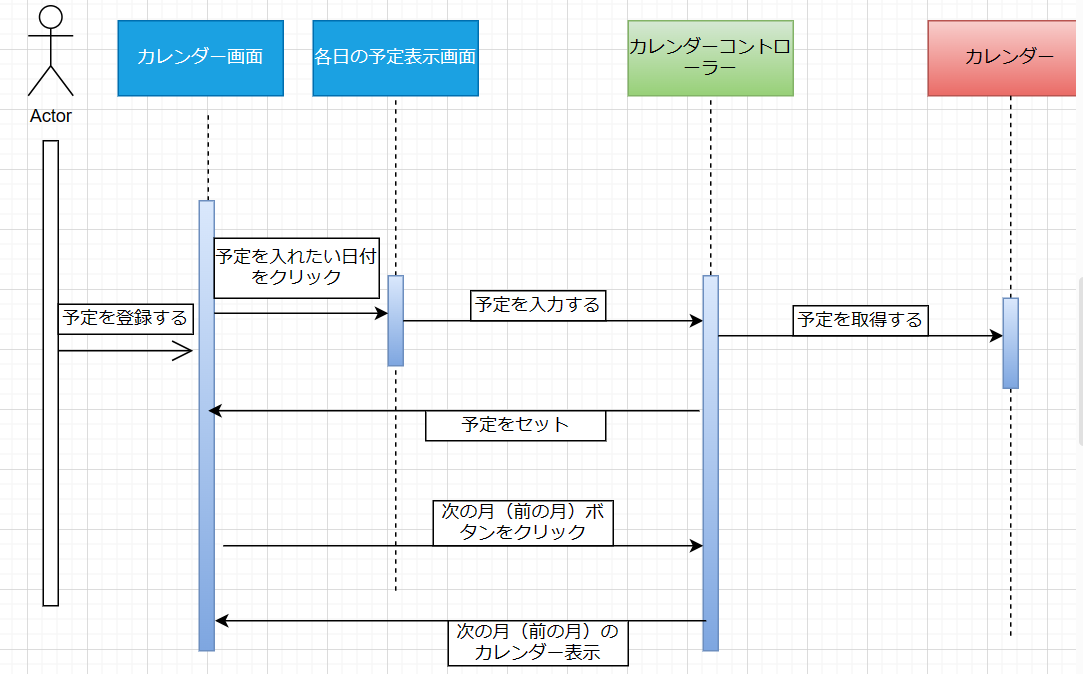 カレンダー画面
各日の予定表示画面
カレンダーコントロ
ーラー
カレンダー
Actor
予定を入れたい日付
をクリック
予定を登録する
予定を入力する
予定を取得する
予定をセット
次の月（前の月）ボ
タンをクリック
次の月（前の月）の
カレンダー表示